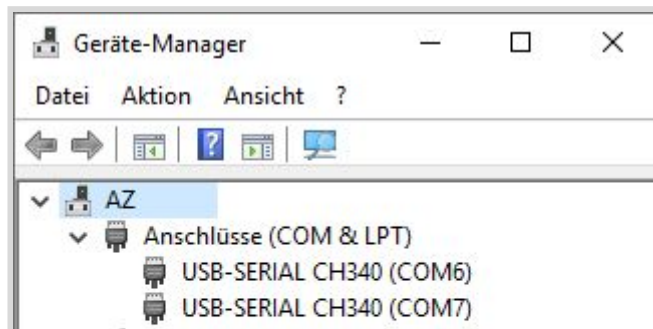 Geräte-Manager
Datei Aktion Ansicht ?
AZ
Anschlüsse (COM & LPT)
USB-SERIAL CH340 (COM6)
USB-SERIAL CH340 (COM7)